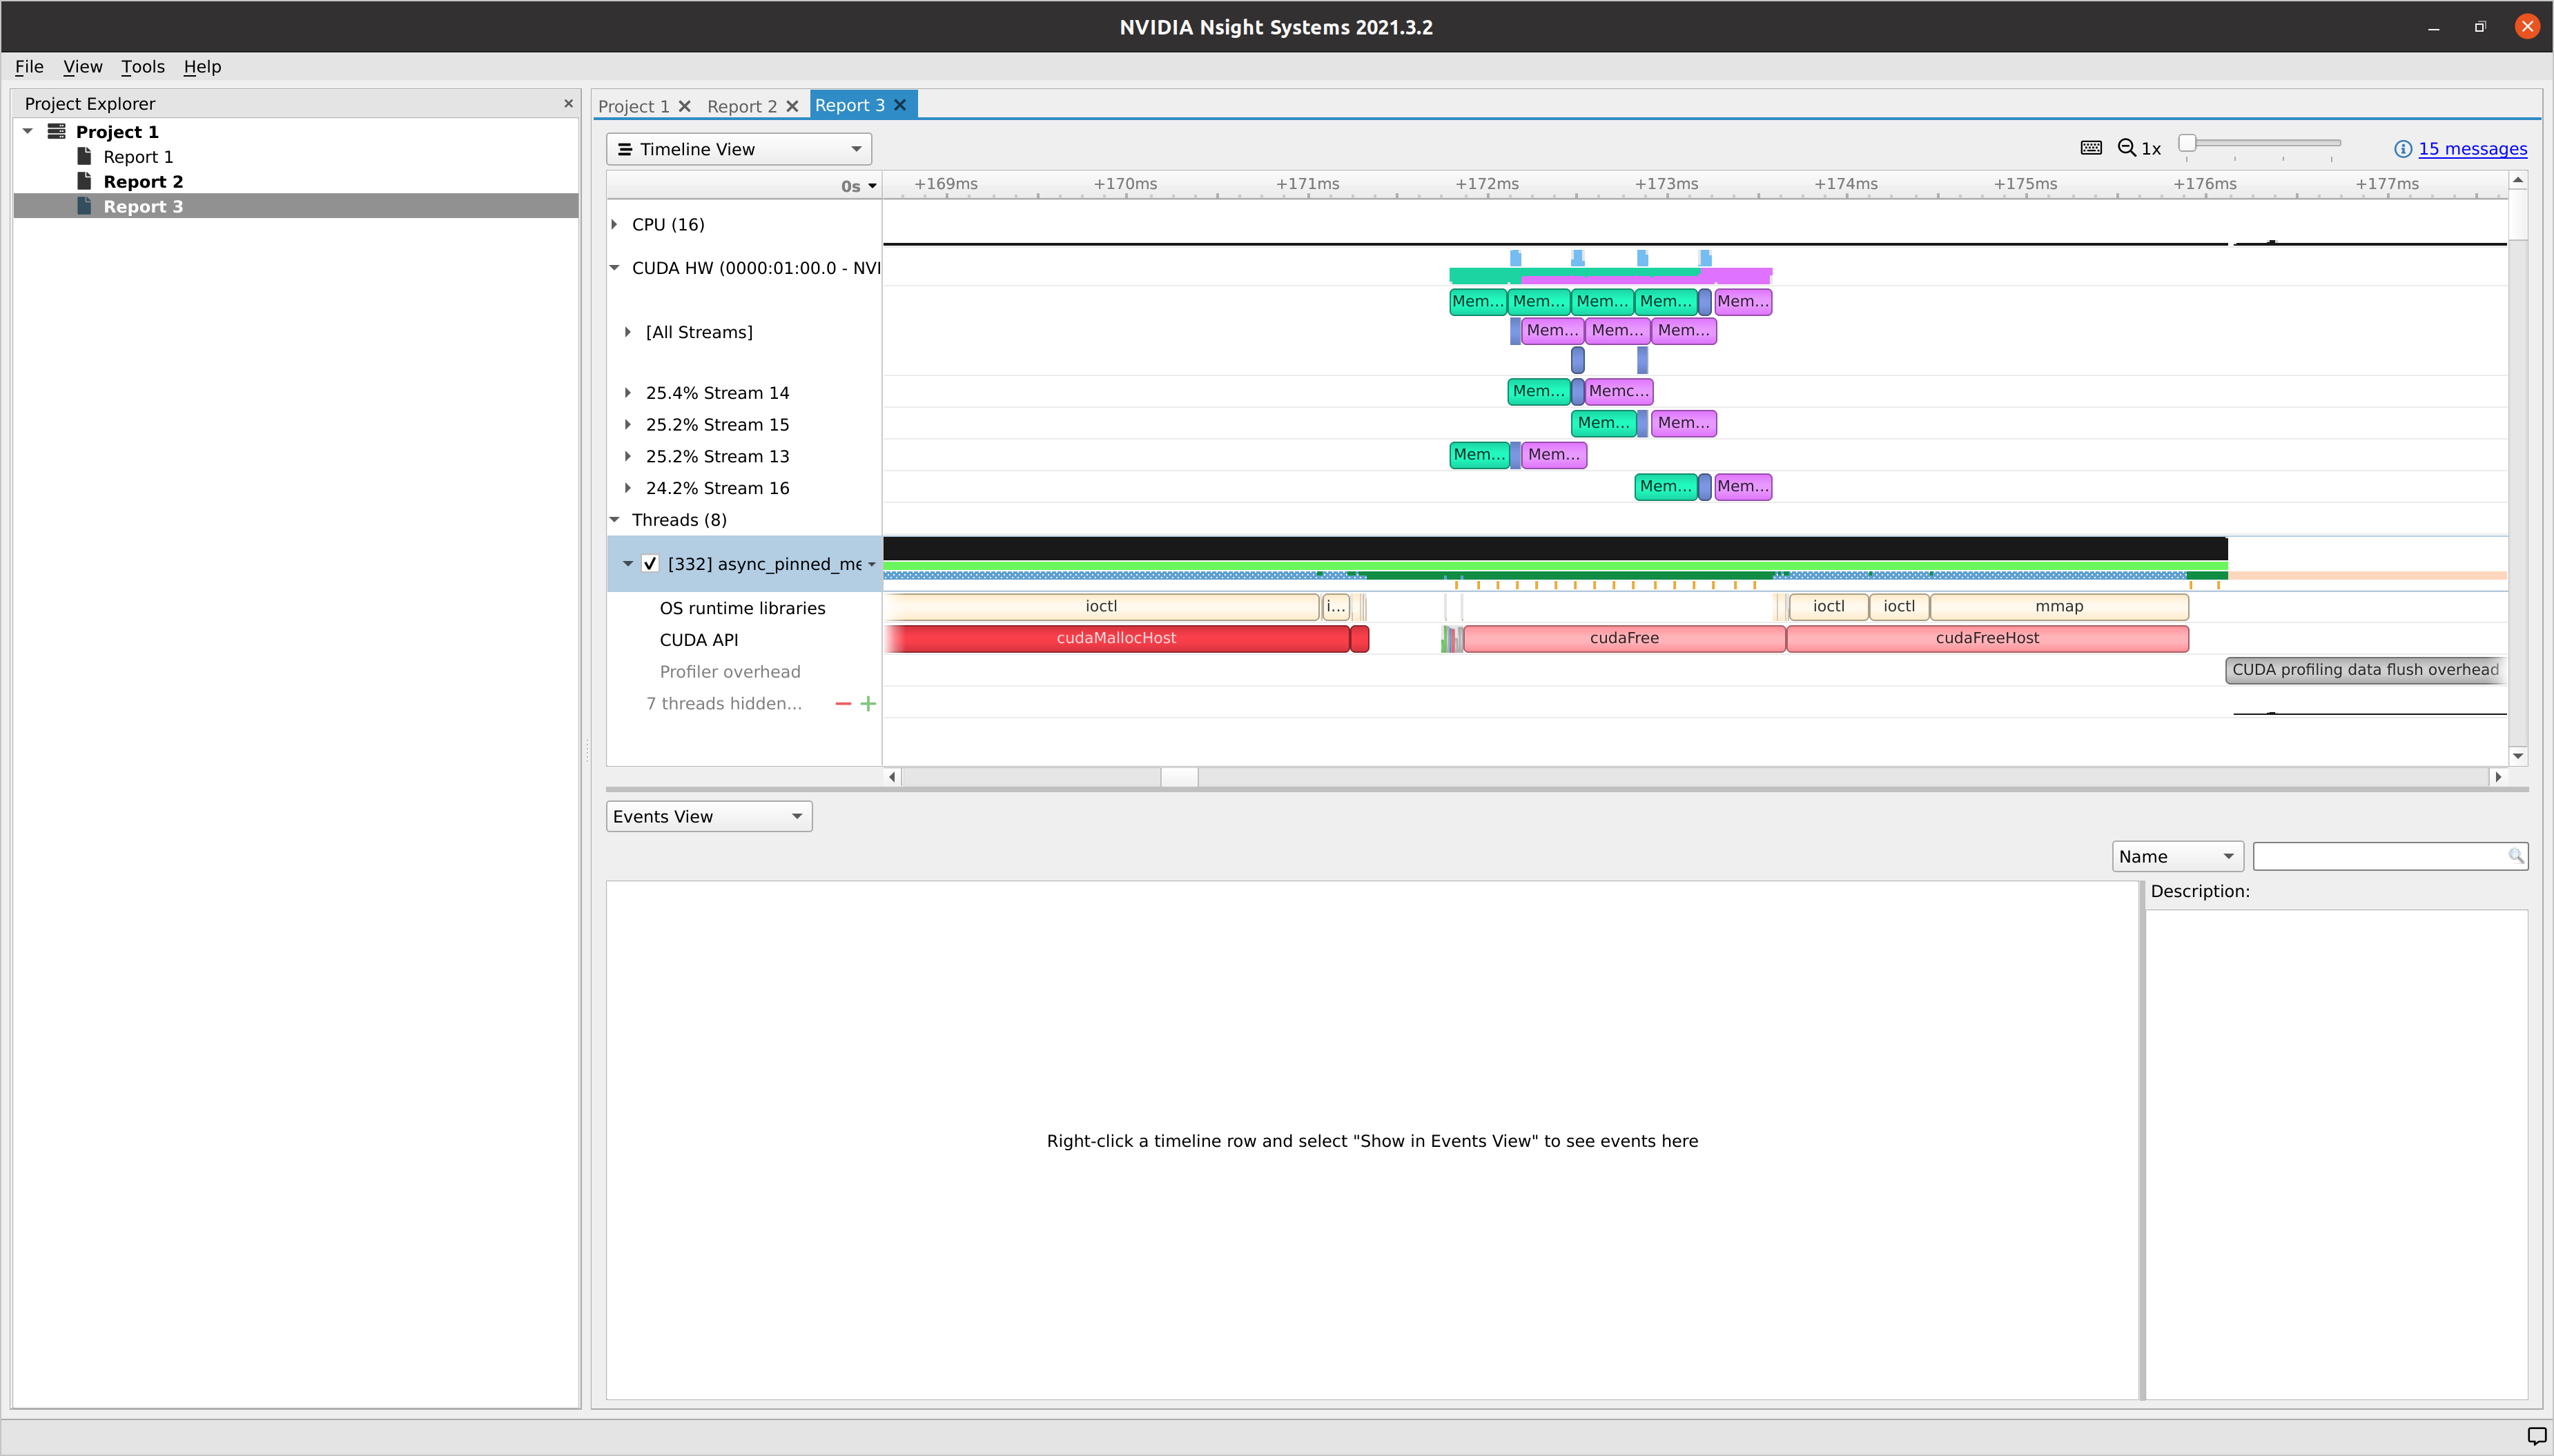 NVIDIA Nsight Systems 2021.3.2
File View Tools Help
Project Explorer
Project 1
Report 1
Report 2
Report 3
Project 1 Report 2 Report 3
Timeline View
1x
15 messages
0s
+169ms +170ms +171ms +172ms +173ms +174ms +175ms +176ms +177ms
CPU (16)
CUDA HW (0000:01:00.0 - NVI
Mem... Mem... Mem... Mem... Mem...
[All Streams]
Mem... Mem... Mem...
25.4% Stream 14
Mem... Memc...
25.2% Stream 15
Mem... Mem...
25.2% Stream 13
Mem... Mem...
24.2% Stream 16
Mem... Mem...
Threads (8)
[332] async_pinned_me
OS runtime libraries
ioctl i... ioctl ioctl mmap
CUDA API
cudaMallocHost cudaFree cudaFreeHost
Profiler overhead
CUDA profiling data flush overhead
7 threads hidden...
Events View
Name
Description:
Right-click a timeline row and select "Show in Events View" to see events here